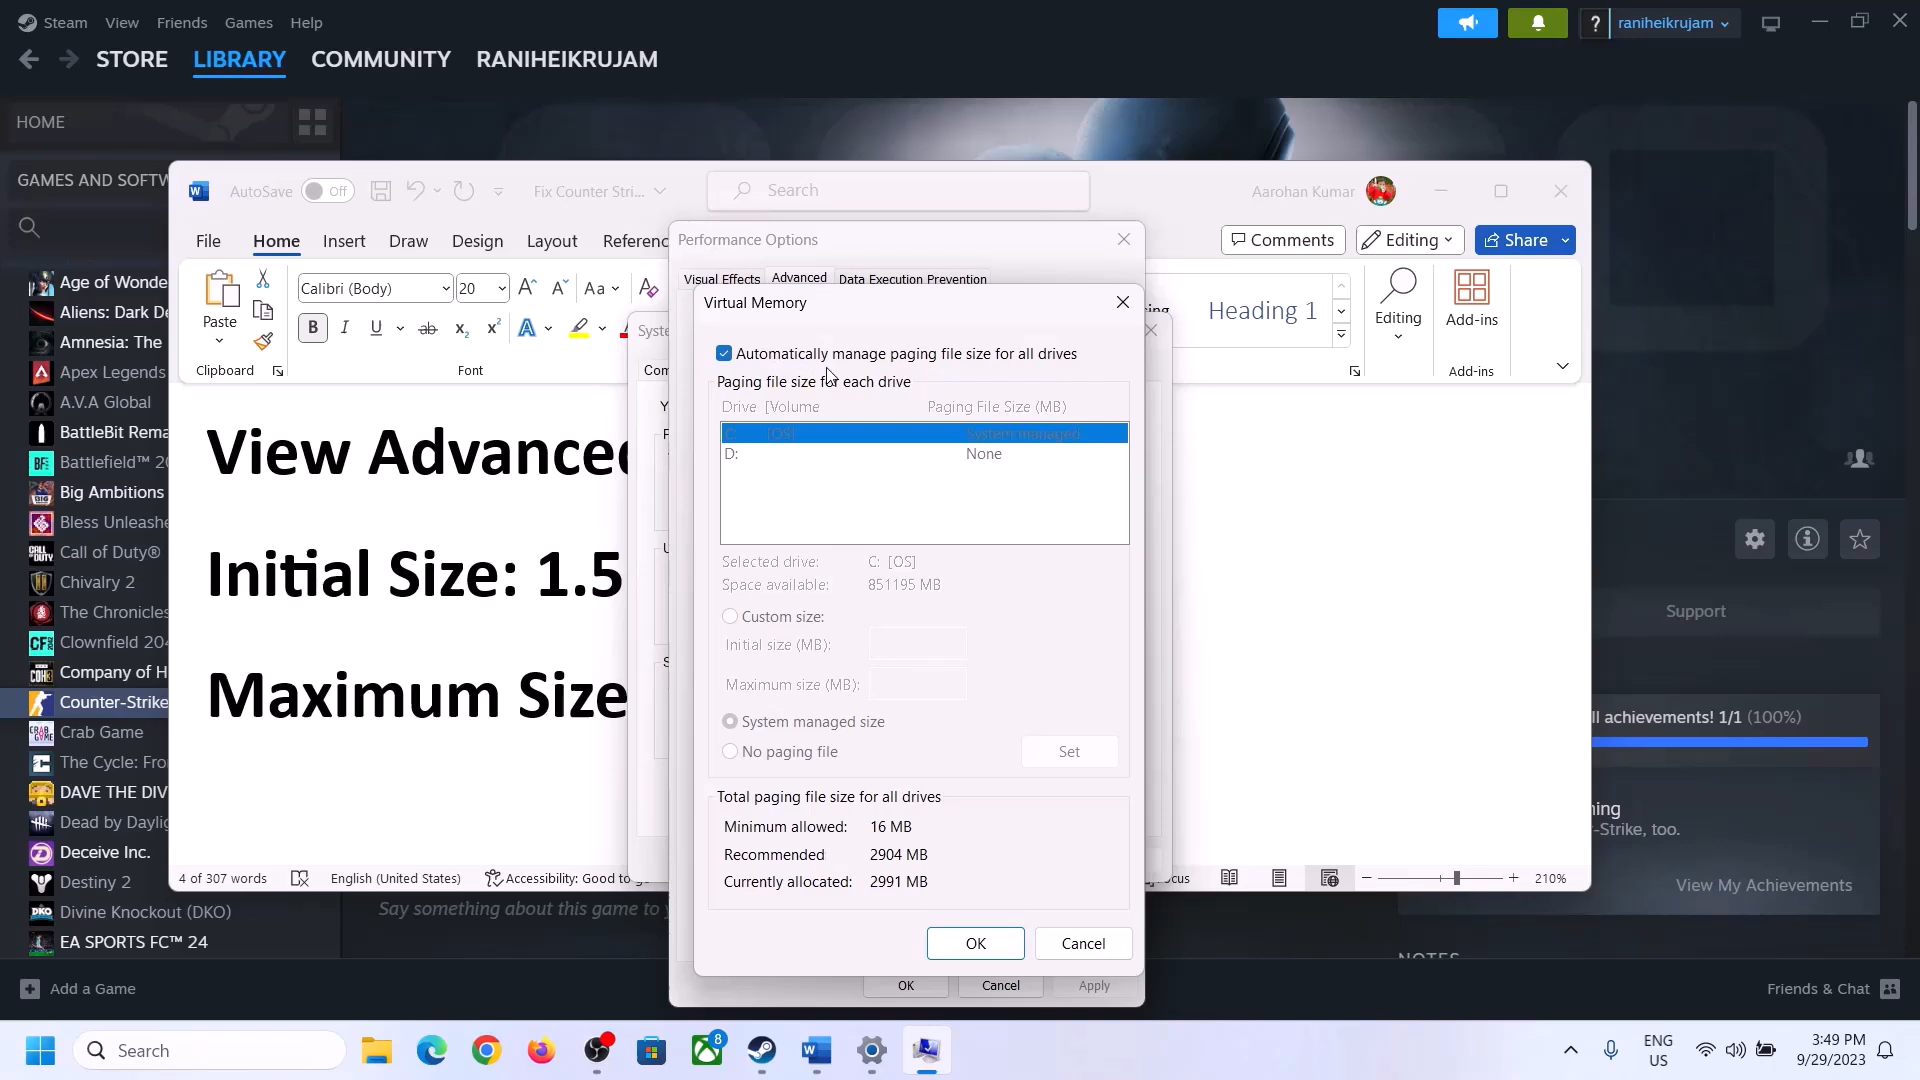 Steam View Friends Games Help
raniheikrujam
STORE LIBRARY COMMUNITY RANIHEIKRUJAM
HOME
GAMES AND SOFTW
Age of Wonde
Aliens: Dark De
Amnesia: The
Apex Legends
A.V.A Global
BattleBit Rema
Battlefield™ 20
Big Ambitions
Bless Unleashe
Call of Duty®
Chivalry 2
The Chronicles
Clownfield 204
Company of H
Counter-Strike
Crab Game
The Cycle: Fro
DAVE THE DIV
Dead by Daylig
Deceive Inc.
Destiny 2
Divine Knockout (DKO)
EA SPORTS FC™ 24
Add a Game
AutoSave Off Fix Counter Stri... Search Aarohan Kumar
File Home Insert Draw Design Layout Referenc Comments Editing Share
Paste
Calibri (Body) 20
Aa
Heading 1
Editing
Add-ins
Clipboard Font Add-ins
View Advanced
Initial Size: 1.5
Maximum Size
4 of 307 words English (United States) Accessibility: Good to g 210%
Performance Options
Visual Effects Advanced Data Execution Prevention
Virtual Memory
Automatically manage paging file size for all drives
Paging file size for each drive
Drive [Volume Paging File Size (MB)
C: [OS] System managed
D: None
Selected drive: C: [OS]
Space available: 851195 MB
Custom size:
Initial size (MB):
Maximum size (MB):
System managed size
No paging file Set
Total paging file size for all drives
Minimum allowed: 16 MB
Recommended 2904 MB
Currently allocated: 2991 MB
OK Cancel
OK Cancel Apply
Support
ll achievements! 1/1 (100%)
-Strike, too.
View My Achievements
Say something about this game to y
NOTES
Friends & Chat
Search
8
ENG
US
3:49 PM
9/29/2023